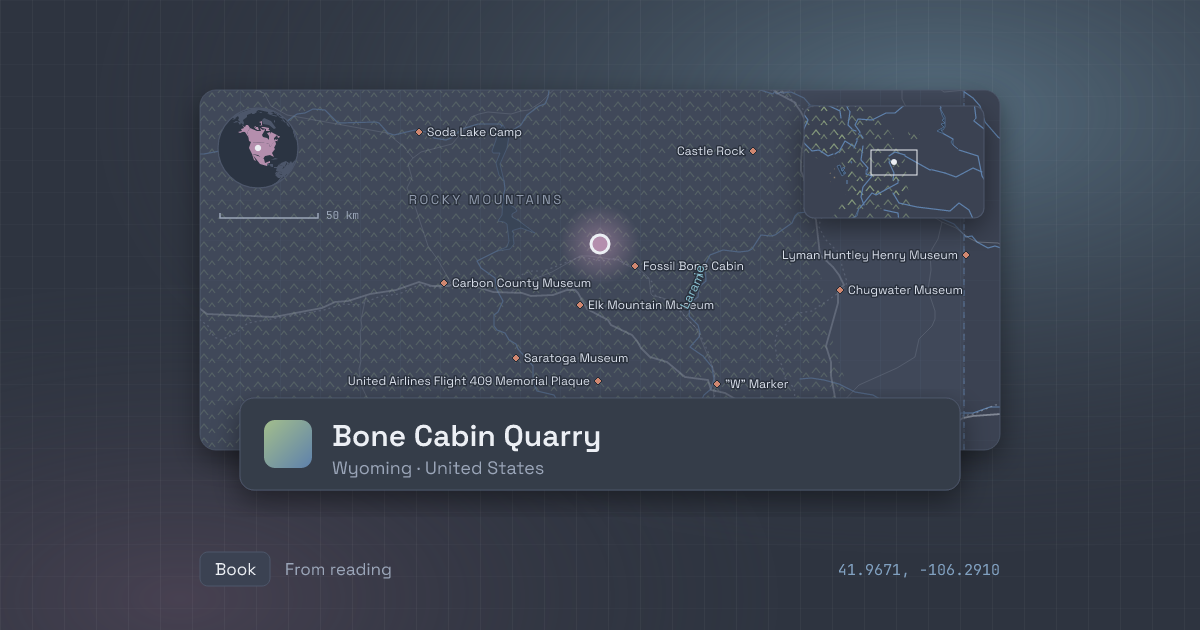 Soda Lake Camp
Castle Rock
ROCKY MOUNTAINS
50 km
Lyman Huntley Henry Museum
Fossil Bone Cabin
Laramie
Carbon County Museum
Chugwater Museum
Elk Mountain Museum
Saratoga Museum
United Airlines Flight 409 Memorial Plaque
"W" Marker
Bone Cabin Quarry
Wyoming · United States
Book
From reading
41.9671, -106.2910